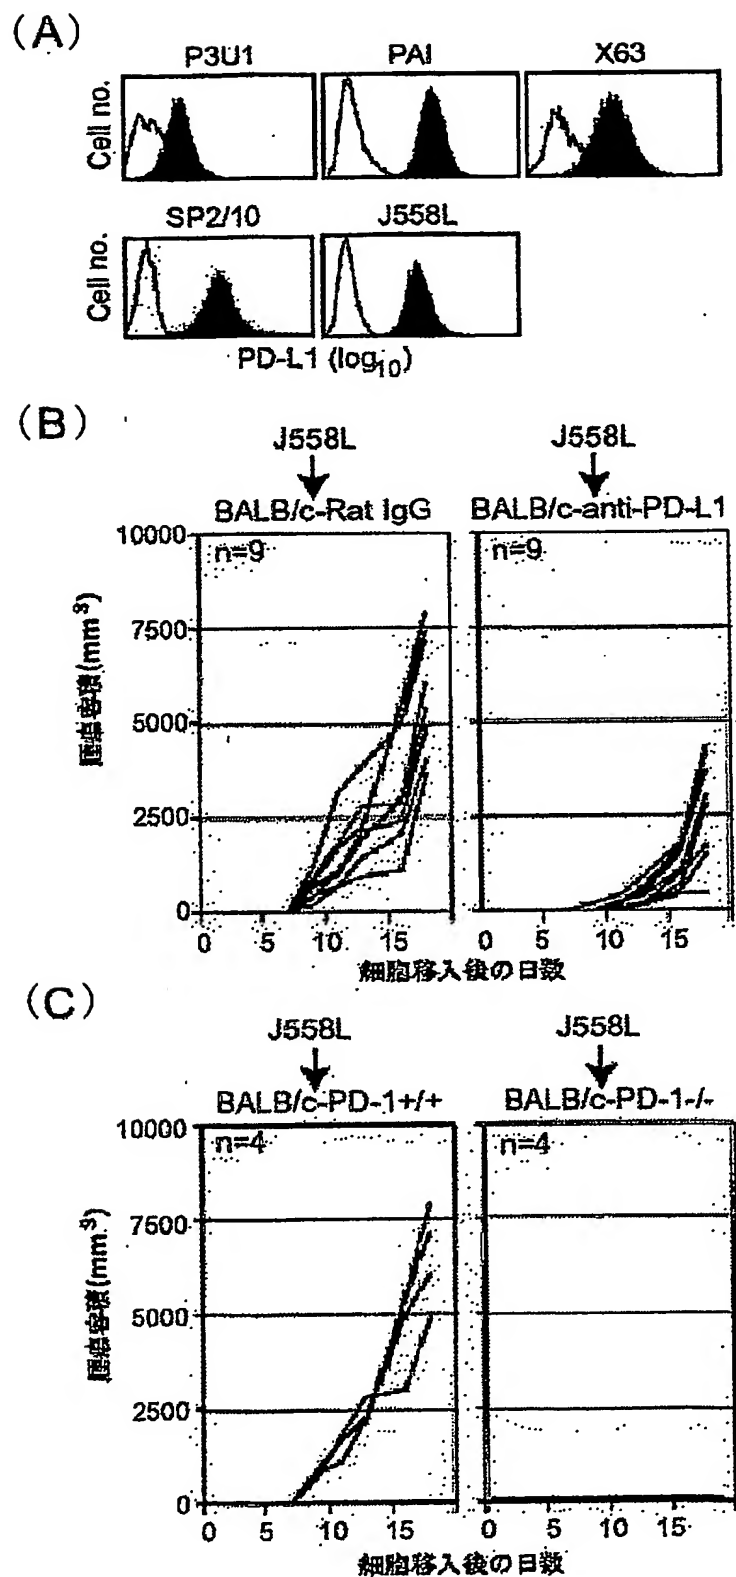 (A)
P3U1 PAI X63
Cell no.
SP2/10 J558L
Cell no.
PD-L1 (log10)
(B)
J558L J558L
BALB/c-Rat IgG BALB/c-anti-PD-L1
n=9 n=9
10000
7500
5000
2500
0
腫瘍容積(mm3)
0 5 10 15 0 5 10 15
細胞移入後の日数
(C)
J558L J558L
BALB/c-PD-1+/+ BALB/c-PD-1-/-
n=4 n=4
10000
7500
5000
2500
0
腫瘍容積(mm3)
0 5 10 15 0 5 10 15
細胞移入後の日数